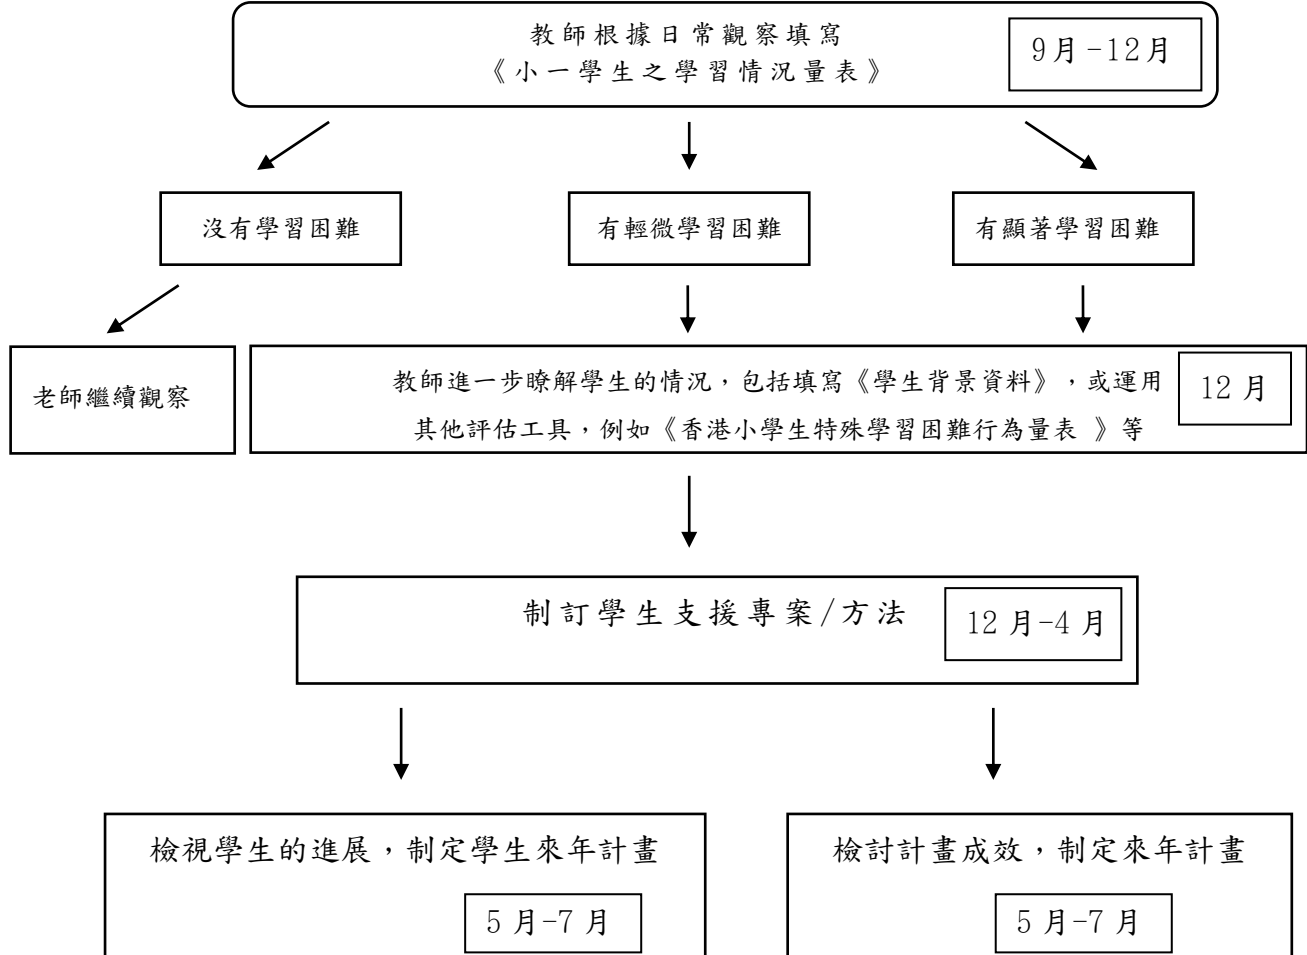 教師根據日常觀察填寫
《小一學生之學習情況量表》
9月-12月
沒有學習困難
有輕微學習困難
有顯著學習困難
老師繼續觀察
教師進一步瞭解學生的情況，包括填寫《學生背景資料》，或運用
其他評估工具，例如《香港小學生特殊學習困難行為量表 》等
12 月
制訂學生支援專案/方法
12 月-4 月
檢視學生的進展，制定學生來年計畫
5 月-7 月
檢討計畫成效，制定來年計畫
5 月-7 月